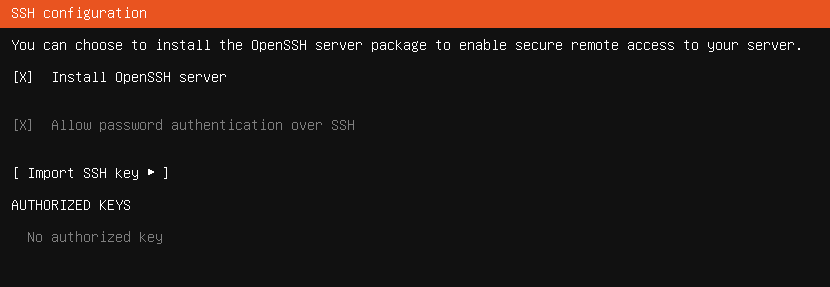 SSH configuration
You can choose to install the OpenSSH server package to enable secure remote access to your server.
[X] Install OpenSSH server
[X] Allow password authentication over SSH
[ Import SSH key ▸ ]
AUTHORIZED KEYS
No authorized key